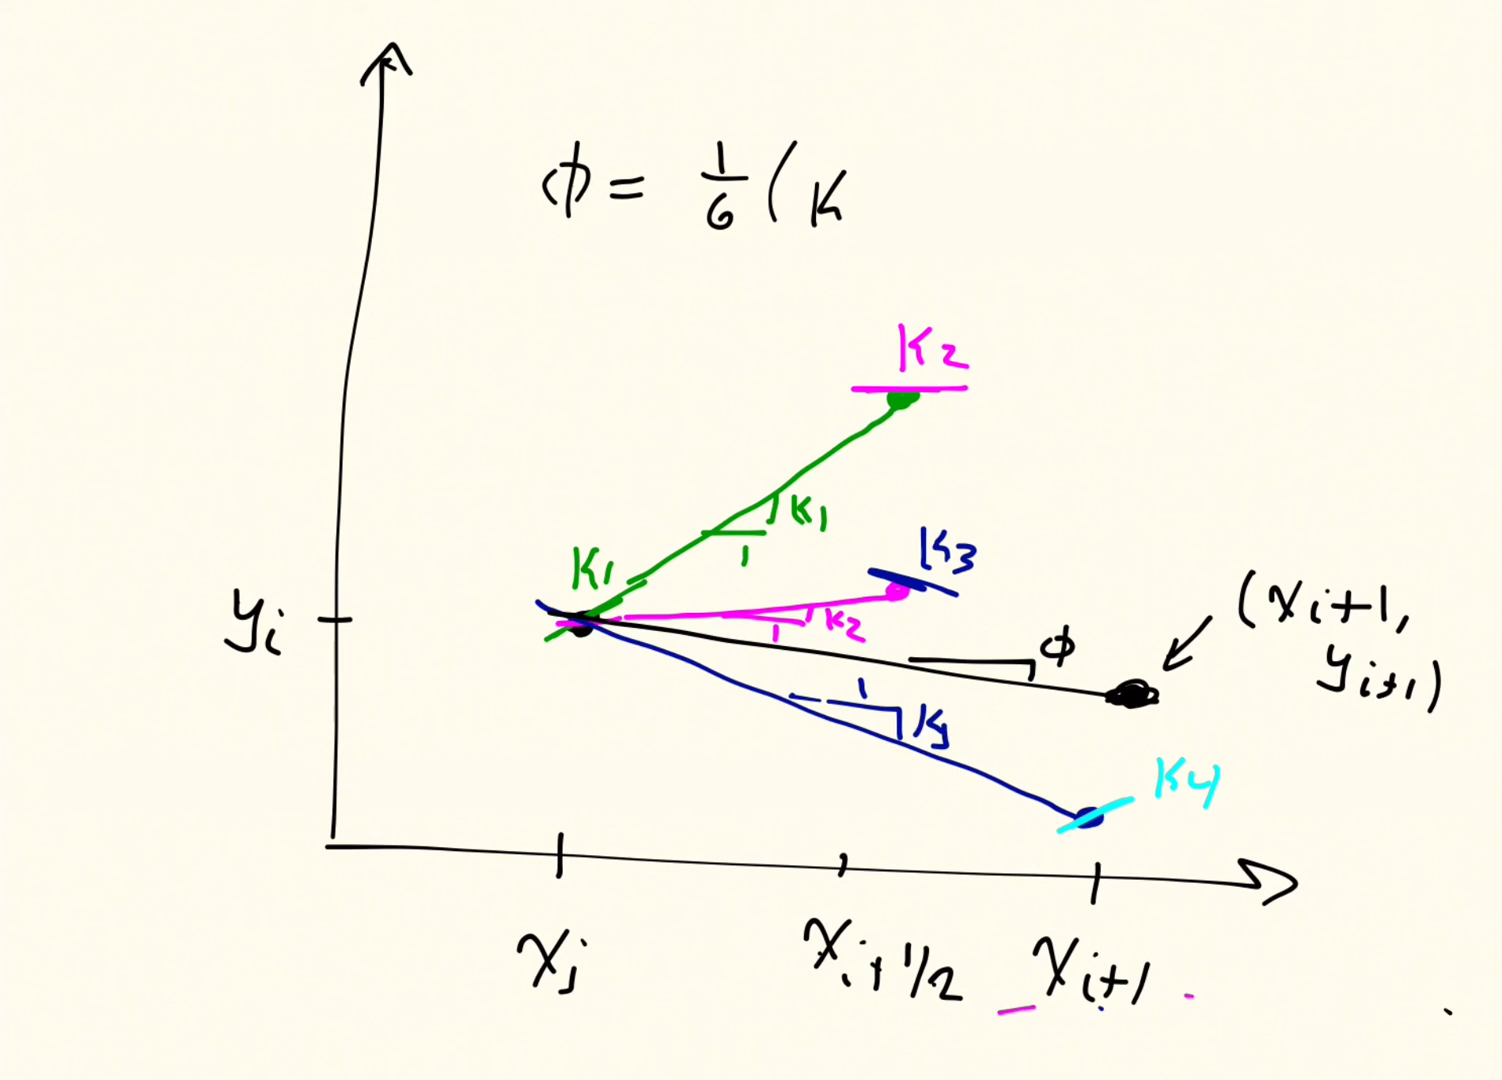 ϕ = 1/6 ( K
K2
K1
1
K1
K3
yi
K2
1
ϕ
(xi+1,
yi+1)
1
K3
K4
xi
xi+1/2
xi+1